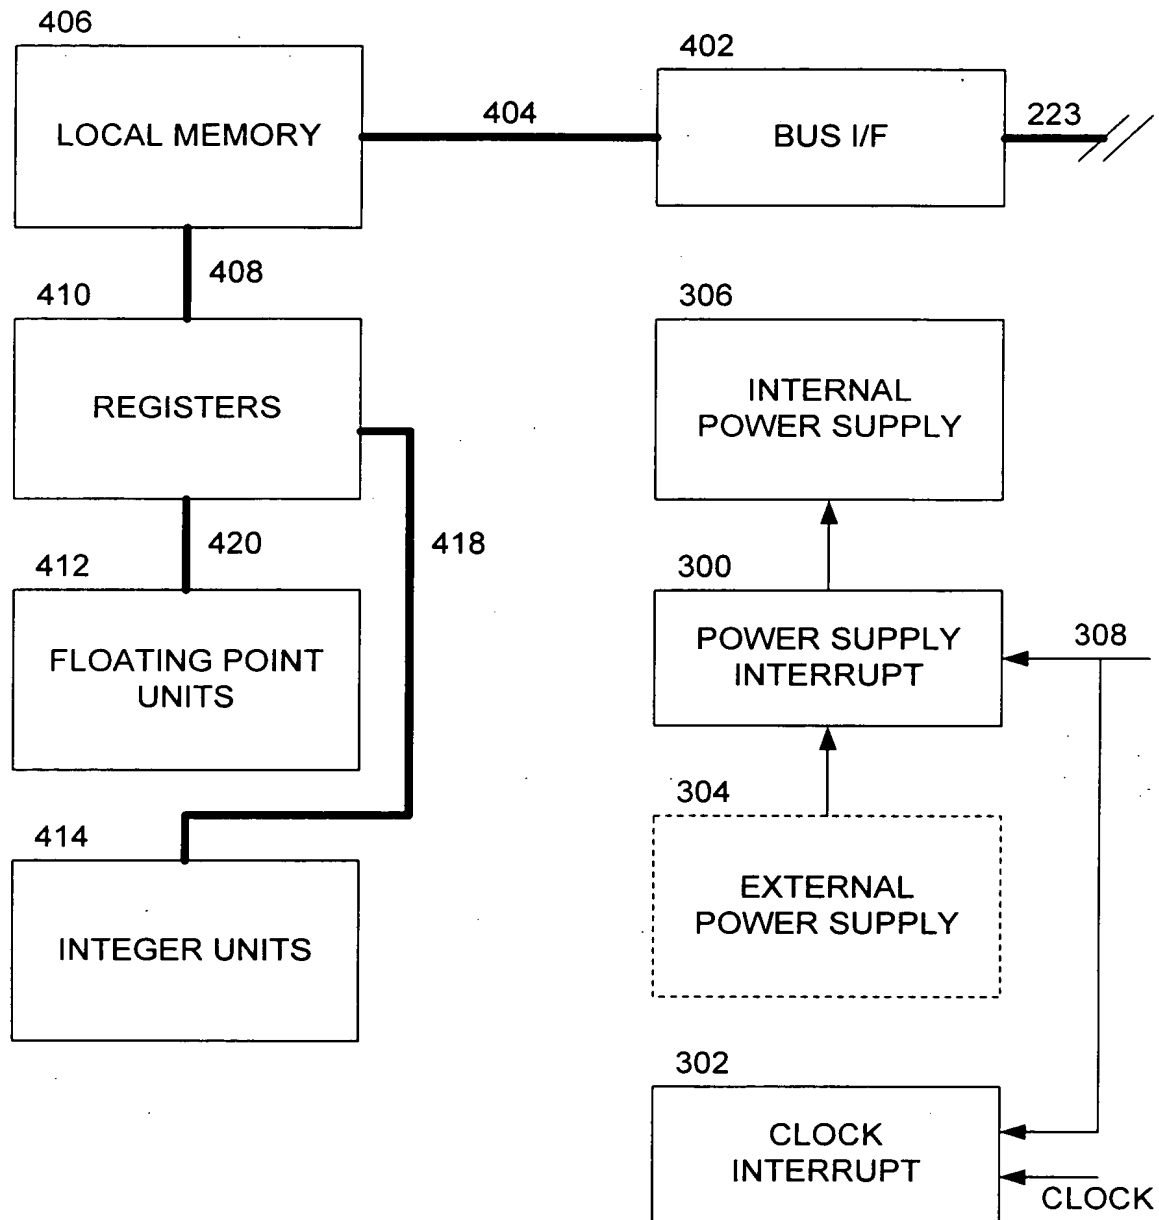 406
LOCAL MEMORY
404
402
BUS I/F
223
408
410
REGISTERS
306
INTERNAL
POWER SUPPLY
420
418
412
FLOATING POINT
UNITS
300
POWER SUPPLY
INTERRUPT
308
304
EXTERNAL
POWER SUPPLY
414
INTEGER UNITS
302
CLOCK
INTERRUPT
CLOCK